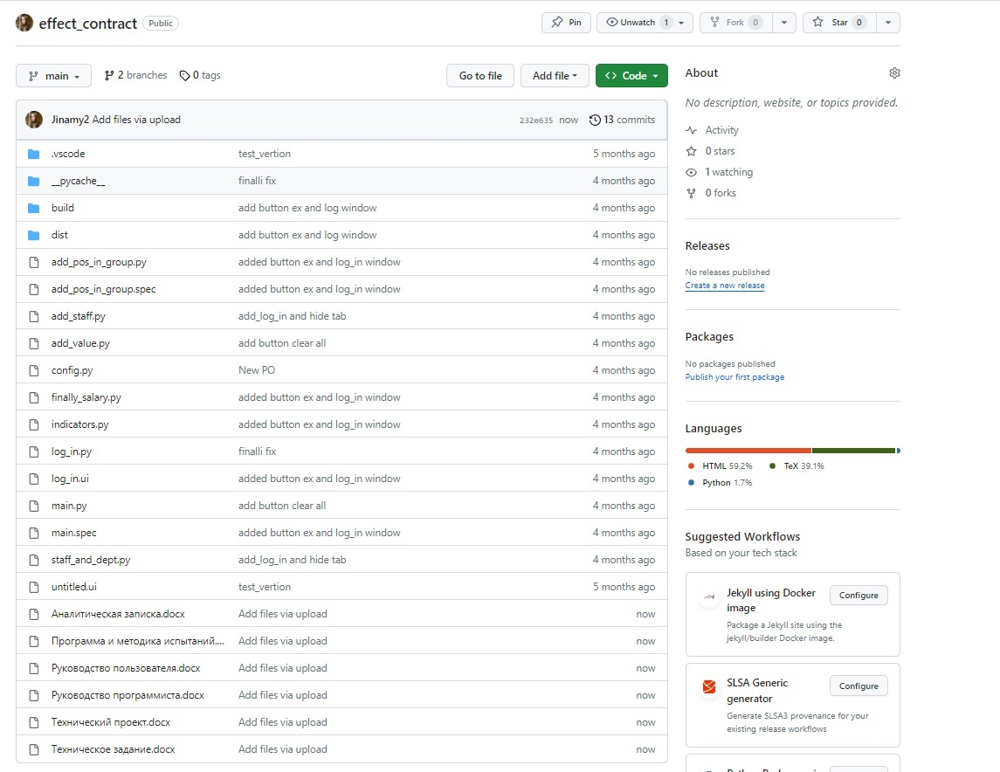 effect_contract Public
Pin
Unwatch 1
Fork 0
Star 0
main
2 branches
0 tags
Go to file
Add file
Code
Jinamy2 Add files via upload 232e635 now 13 commits
.vscode test_vertion 5 months ago
__pycache__ finalli fix 4 months ago
build add button ex and log window 4 months ago
dist add button ex and log window 4 months ago
add_pos_in_group.py added button ex and log_in window 4 months ago
add_pos_in_group.spec added button ex and log_in window 4 months ago
add_staff.py add_log_in and hide tab 4 months ago
add_value.py add button clear all 4 months ago
config.py New PO 4 months ago
finally_salary.py added button ex and log_in window 4 months ago
indicators.py added button ex and log_in window 4 months ago
log_in.py finalli fix 4 months ago
log_in.ui added button ex and log_in window 4 months ago
main.py add button clear all 4 months ago
main.spec added button ex and log_in window 4 months ago
staff_and_dept.py add_log_in and hide tab 4 months ago
untitled.ui test_vertion 5 months ago
Аналитическая записка.docx Add files via upload now
Программа и методика испытаний.... Add files via upload now
Руководство пользователя.docx Add files via upload now
Руководство программиста.docx Add files via upload now
Технический проект.docx Add files via upload now
Техническое задание.docx Add files via upload now
About
No description, website, or topics provided.
Activity
0 stars
1 watching
0 forks
Releases
No releases published
Create a new release
Packages
No packages published
Publish your first package
Languages
HTML 59.2% TeX 39.1%
Python 1.7%
Suggested Workflows
Based on your tech stack
Jekyll using Docker
image
Configure
Package a Jekyll site using the
jekyll/builder Docker image.
SLSA Generic
generator
Configure
Generate SLSA3 provenance for your
existing release workflows